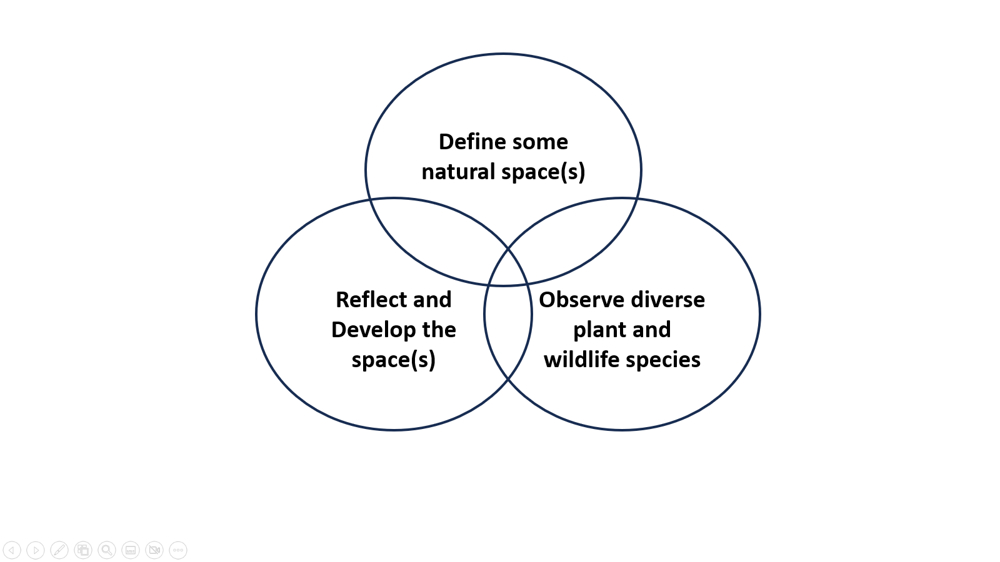 Define some
natural space(s)
Reflect and
Develop the
space(s)
Observe diverse
plant and
wildlife species